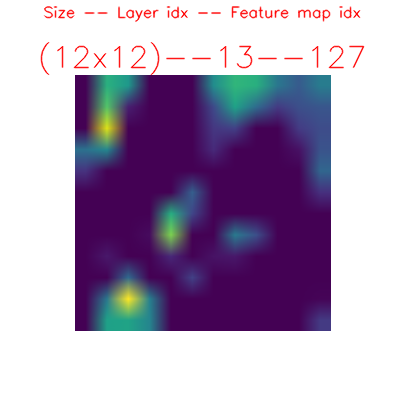 Size -- Layer idx -- Feature map idx
(12x12)--13--127